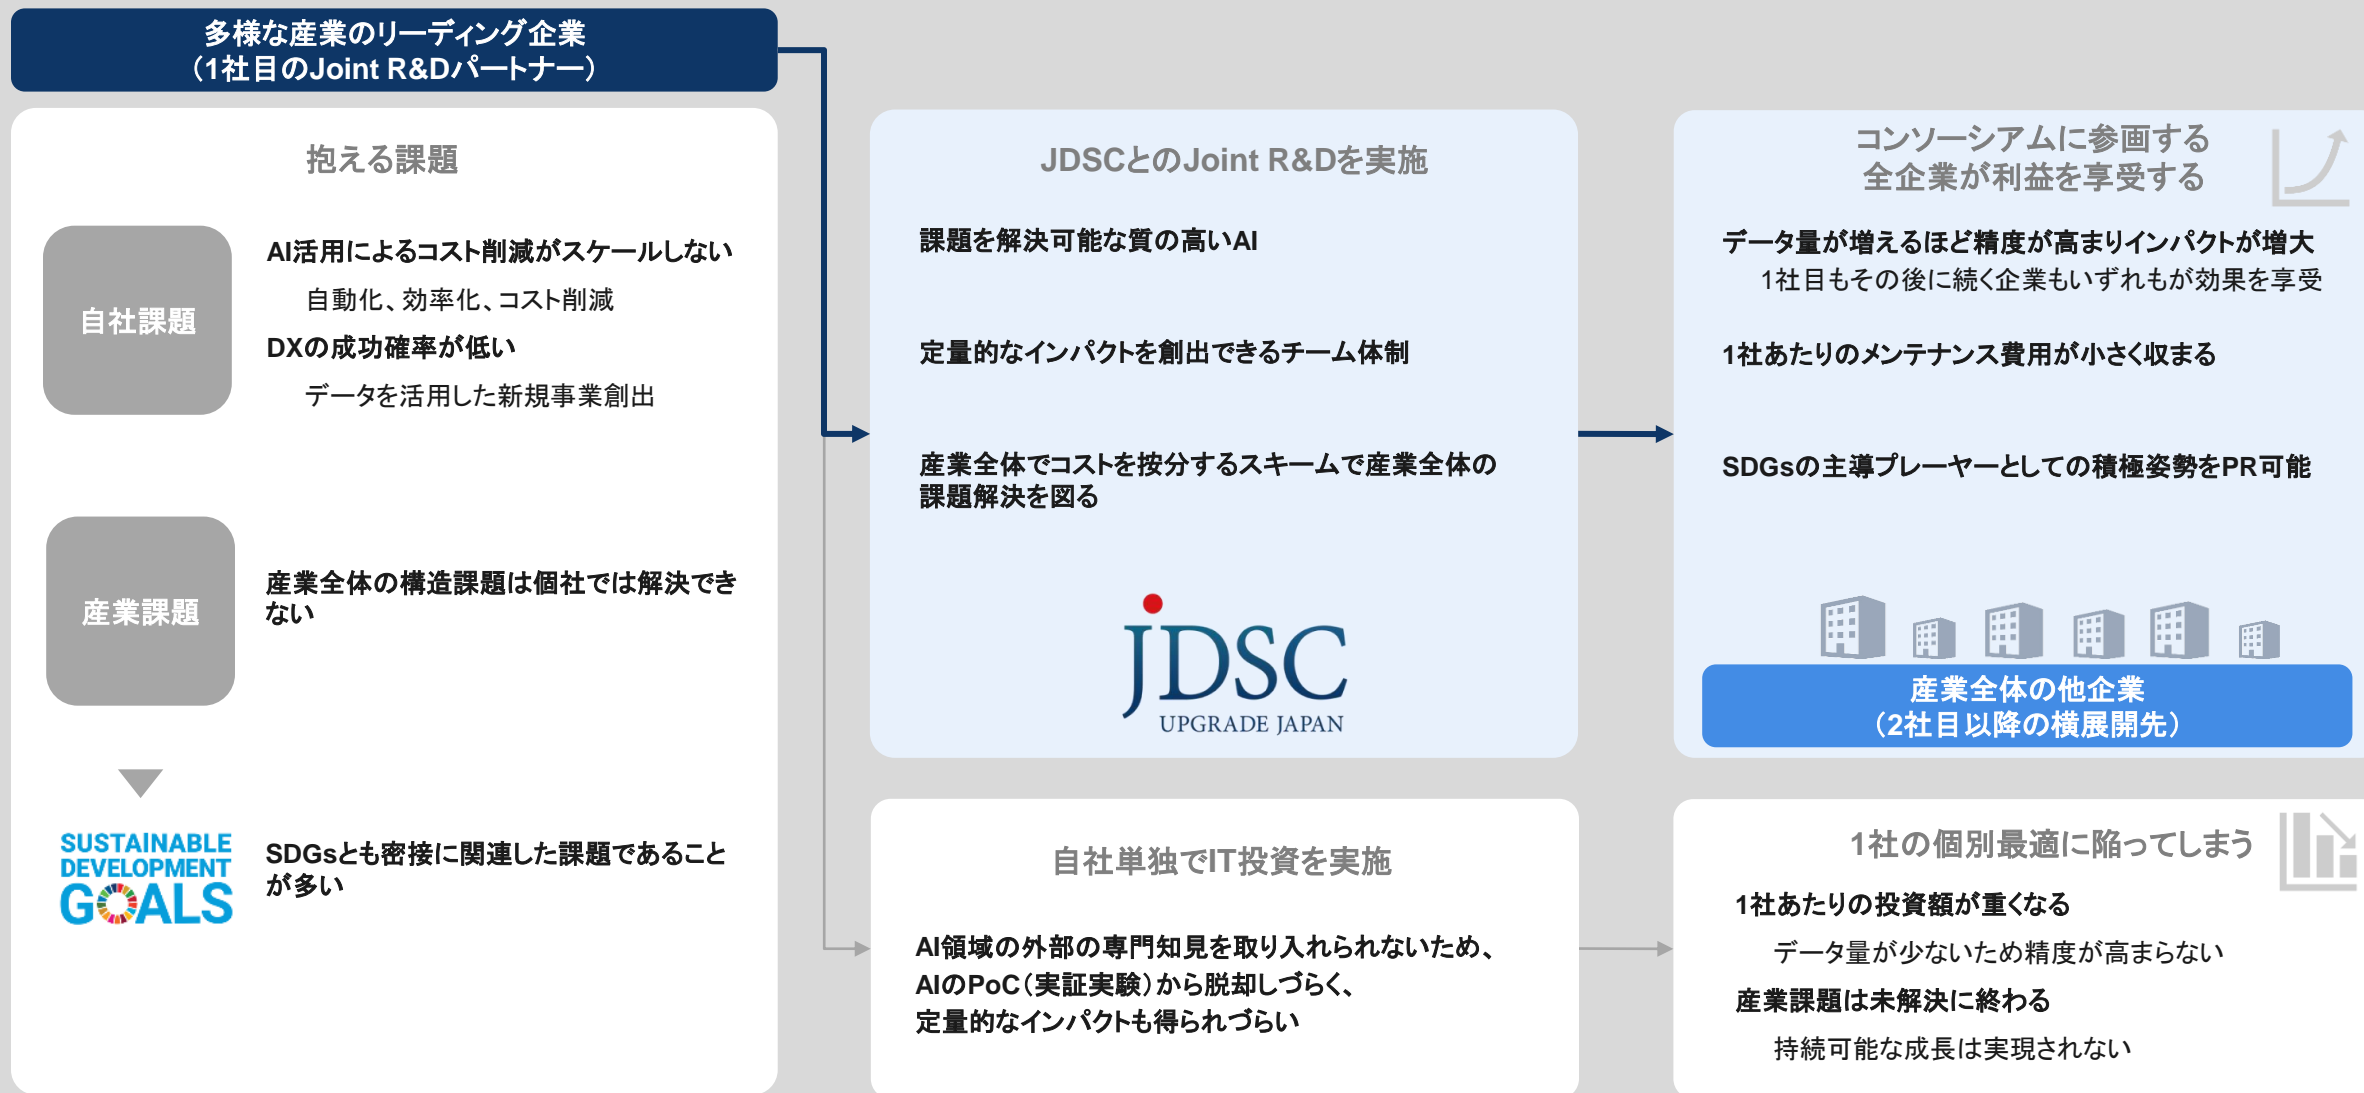 多様な産業のリーディング企業
（1社目のJoint R&Dパートナー）
抱える課題
自社課題
AI活用によるコスト削減がスケールしない
自動化、効率化、コスト削減
DXの成功確率が低い
データを活用した新規事業創出
産業課題
産業全体の構造課題は個社では解決でき
ない
SUSTAINABLE
DEVELOPMENT
GOALS
SDGsとも密接に関連した課題であること
が多い
JDSCとのJoint R&Dを実施
課題を解決可能な質の高いAI
定量的なインパクトを創出できるチーム体制
産業全体でコストを按分するスキームで産業全体の
課題解決を図る
JDSC
UPGRADE JAPAN
コンソーシアムに参画する
全企業が利益を享受する
データ量が増えるほど精度が高まりインパクトが増大
1社目もその後に続く企業もいずれもが効果を享受
1社あたりのメンテナンス費用が小さく収まる
SDGsの主導プレーヤーとしての積極姿勢をPR可能
産業全体の他企業
（2社目以降の横展開先）
自社単独でIT投資を実施
AI領域の外部の専門知見を取り入れられないため、
AIのPoC（実証実験）から脱却しづらく、
定量的なインパクトも得られづらい
1社の個別最適に陥ってしまう
1社あたりの投資額が重くなる
データ量が少ないため精度が高まらない
産業課題は未解決に終わる
持続可能な成長は実現されない